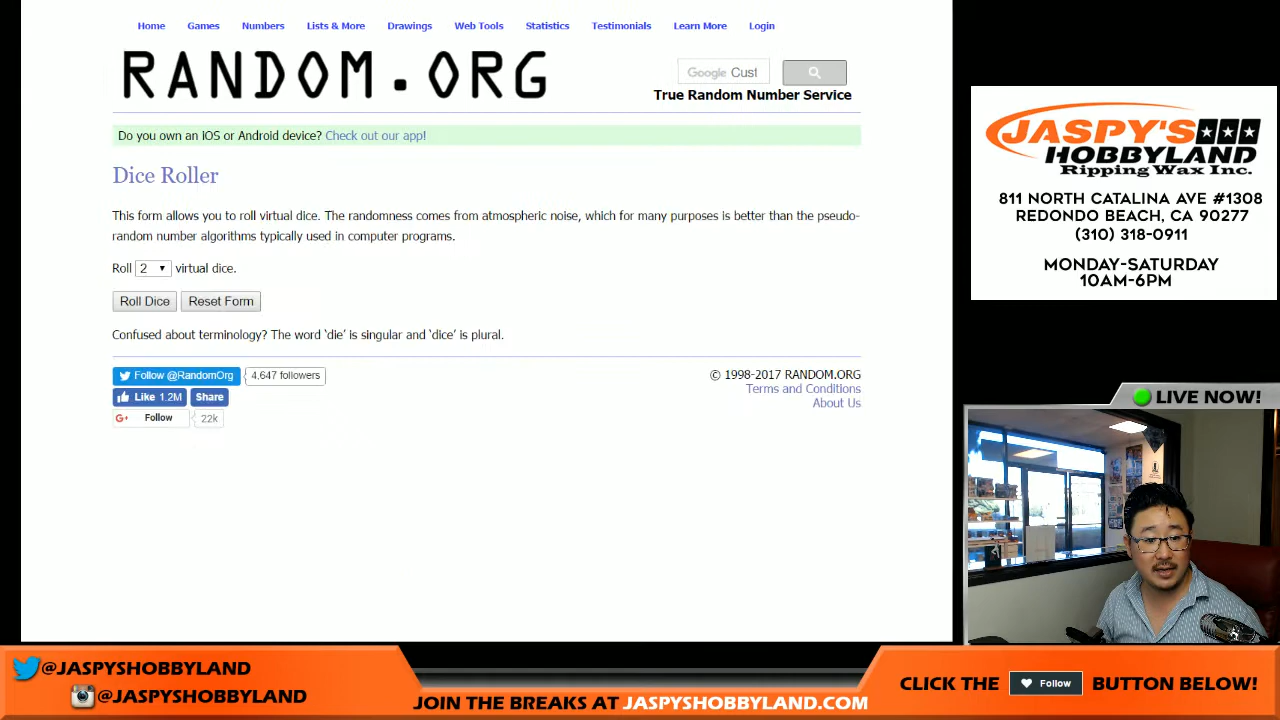 Home Games Numbers Lists & More Drawings Web Tools Statistics Testimonials Learn More Login
RANDOM.ORG
Google Cust
True Random Number Service
Do you own an iOS or Android device? Check out our app!
Dice Roller
This form allows you to roll virtual dice. The randomness comes from atmospheric noise, which for many purposes is better than the pseudo-
random number algorithms typically used in computer programs.
Roll 2 virtual dice.
Roll Dice Reset Form
Confused about terminology? The word ‘die’ is singular and ‘dice’ is plural.
Follow @RandomOrg 4,647 followers
Like 1.2M Share
G+ Follow 22k
© 1998-2017 RANDOM.ORG
Terms and Conditions
About Us
JASPY'S
HOBBYLAND
Ripping Wax Inc.
811 NORTH CATALINA AVE #1308
REDONDO BEACH, CA 90277
(310) 318-0911
MONDAY-SATURDAY
10AM-6PM
LIVE NOW!
@JASPYSHOBBYLAND
@JASPYSHOBBYLAND
JOIN THE BREAKS AT JASPYSHOBBYLAND.COM
CLICK THE Follow BUTTON BELOW!